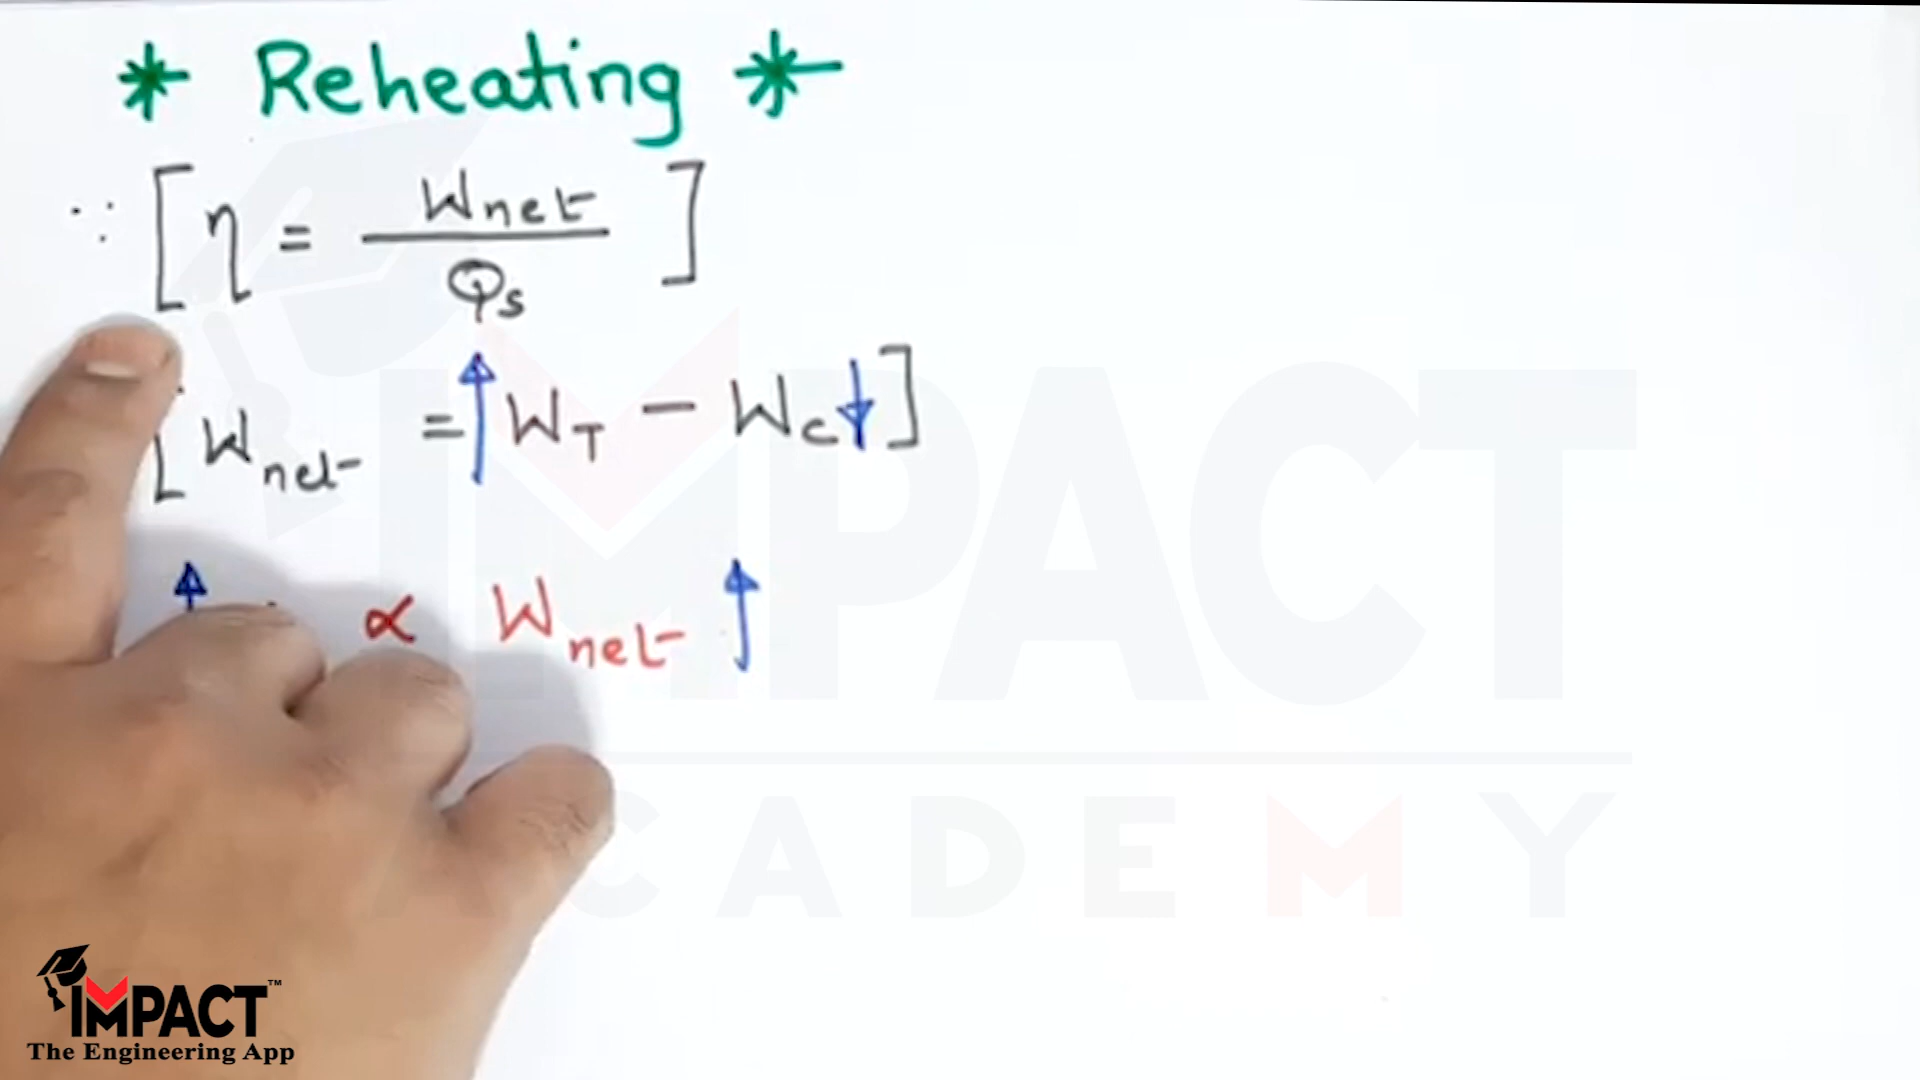 * Reheating *
∵ [ η = Wnet / Qs ]
[ Wnet = ↑ WT - Wc ↓ ]
↑ ∝ Wnet ↑
IMPACT
ACADEMY
IMPACT™
The Engineering App